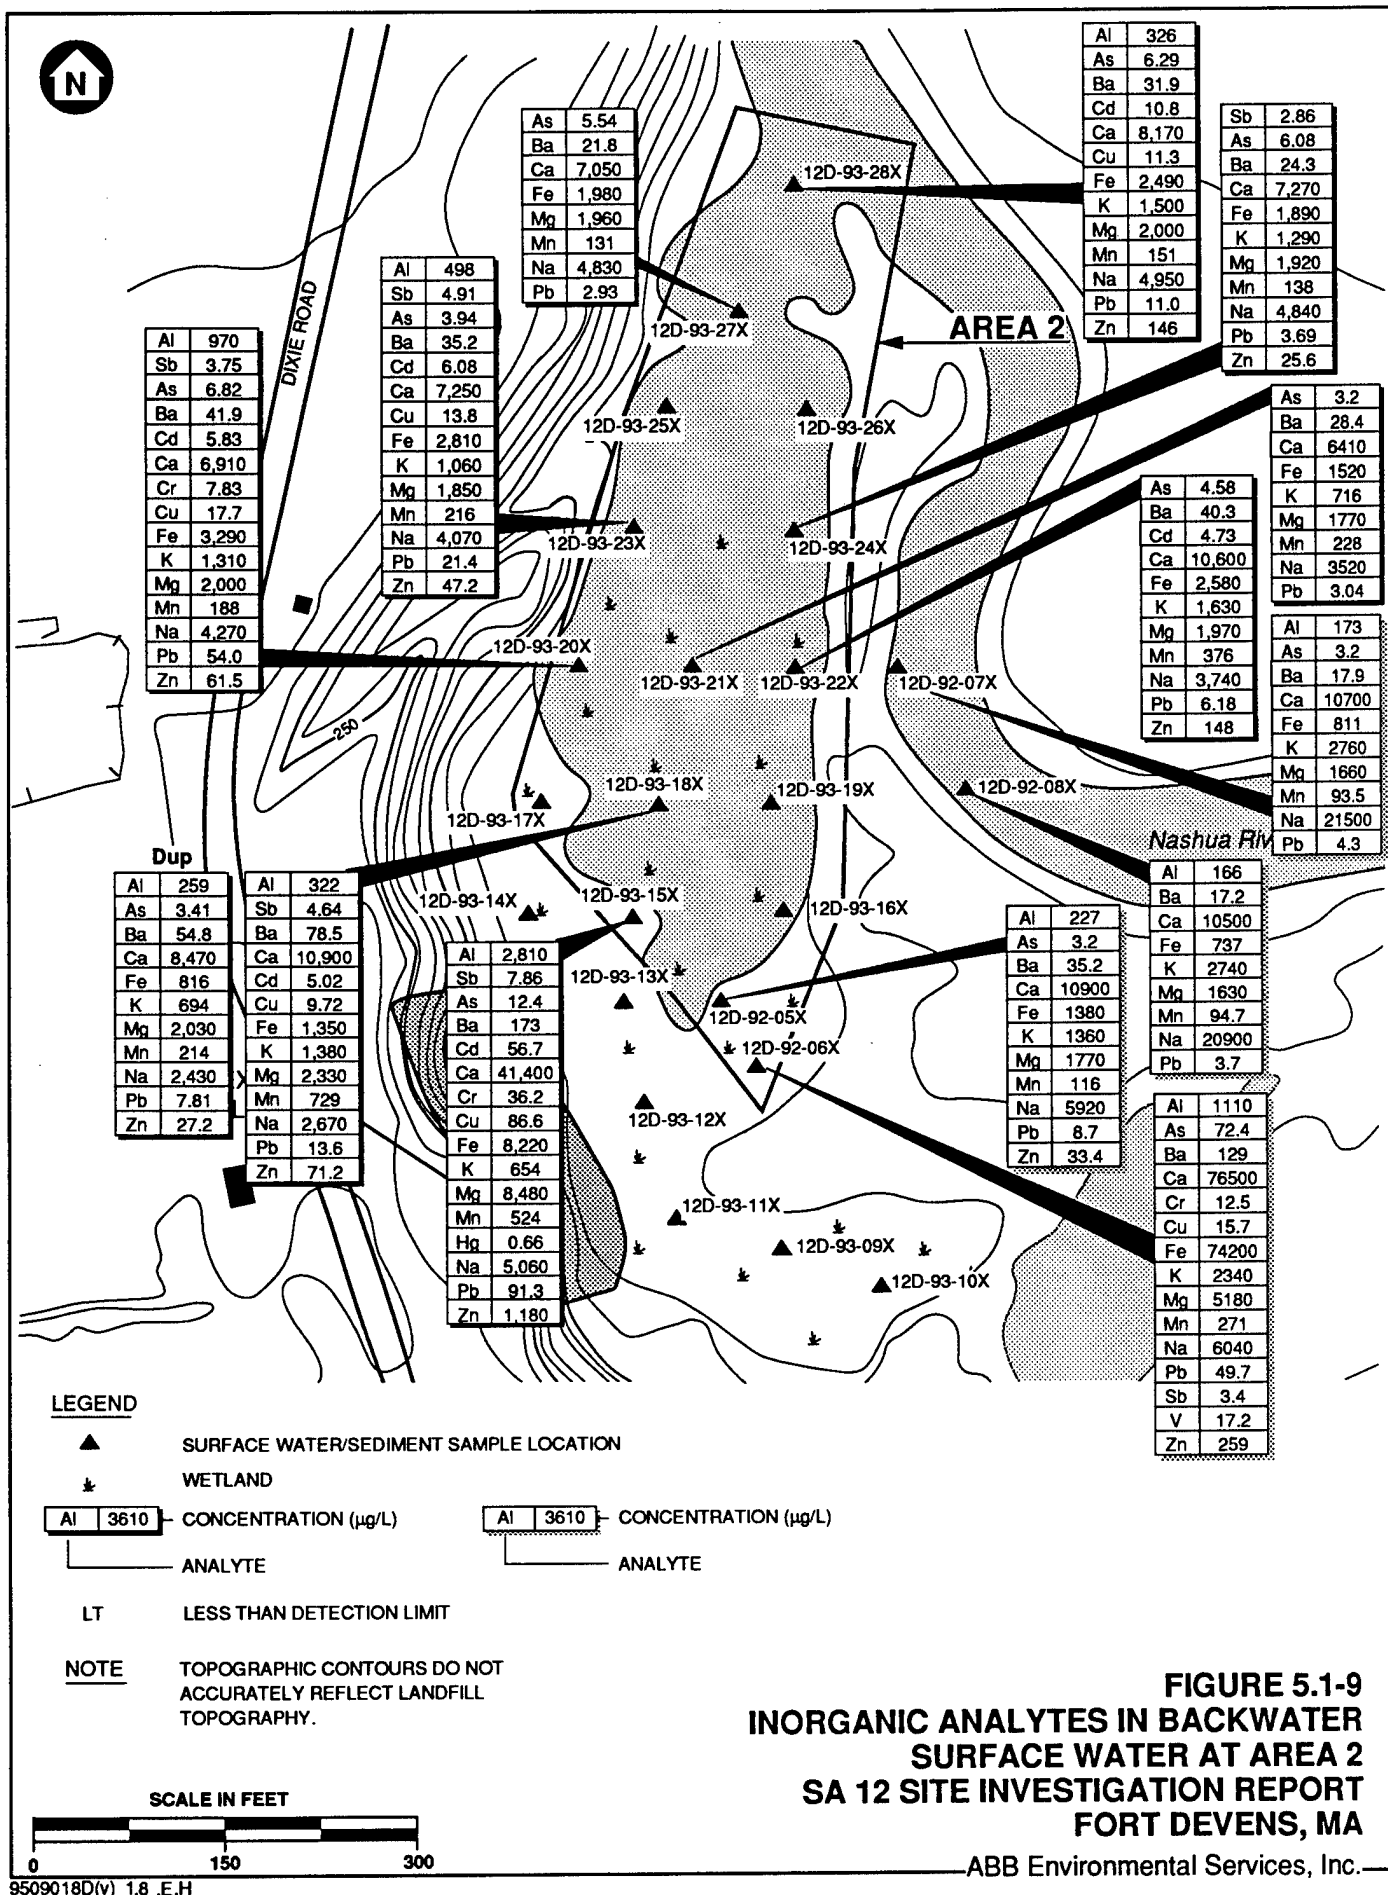 N
DIXIE ROAD
AREA 2
250
Nashua Riv
As 5.54
Ba 21.8
Ca 7,050
Fe 1,980
Mg 1,960
Mn 131
Na 4,830
Pb 2.93
Al 326
As 6.29
Ba 31.9
Cd 10.8
Ca 8,170
Cu 11.3
Fe 2,490
K 1,500
Mg 2,000
Mn 151
Na 4,950
Pb 11.0
Zn 146
Sb 2.86
As 6.08
Ba 24.3
Ca 7,270
Fe 1,890
K 1,290
Mg 1,920
Mn 138
Na 4,840
Pb 3.69
Zn 25.6
Al 498
Sb 4.91
As 3.94
Ba 35.2
Cd 6.08
Ca 7,250
Cu 13.8
Fe 2,810
K 1,060
Mg 1,850
Mn 216
Na 4,070
Pb 21.4
Zn 47.2
Al 970
Sb 3.75
As 6.82
Ba 41.9
Cd 5.83
Ca 6,910
Cr 7.83
Cu 17.7
Fe 3,290
K 1,310
Mg 2,000
Mn 188
Na 4,270
Pb 54.0
Zn 61.5
As 3.2
Ba 28.4
Ca 6410
Fe 1520
K 716
Mg 1770
Mn 228
Na 3520
Pb 3.04
As 4.58
Ba 40.3
Cd 4.73
Ca 10,600
Fe 2,580
K 1,630
Mg 1,970
Mn 376
Na 3,740
Pb 6.18
Zn 148
Al 173
As 3.2
Ba 17.9
Ca 10700
Fe 811
K 2760
Mg 1660
Mn 93.5
Na 21500
Pb 4.3
12D-93-28X
12D-93-27X
12D-93-25X
12D-93-26X
12D-93-23X
12D-93-24X
12D-93-20X
12D-93-21X
12D-93-22X
12D-92-07X
12D-93-18X
12D-93-19X
12D-92-08X
12D-93-17X
12D-93-14X
12D-93-15X
12D-93-16X
12D-93-13X
12D-92-05X
12D-92-06X
12D-93-12X
12D-93-11X
12D-93-09X
12D-93-10X
Dup
Al 259
As 3.41
Ba 54.8
Ca 8,470
Fe 816
K 694
Mg 2,030
Mn 214
Na 2,430
Pb 7.81
Zn 27.2
Al 322
Sb 4.64
Ba 78.5
Ca 10,900
Cd 5.02
Cu 9.72
Fe 1,350
K 1,380
Mg 2,330
Mn 729
Na 2,670
Pb 13.6
Zn 71.2
Al 2,810
Sb 7.86
As 12.4
Ba 173
Cd 56.7
Ca 41,400
Cr 36.2
Cu 86.6
Fe 8,220
K 654
Mg 8,480
Mn 524
Hg 0.66
Na 5,060
Pb 91.3
Zn 1,180
Al 227
As 3.2
Ba 35.2
Ca 10900
Fe 1380
K 1360
Mg 1770
Mn 116
Na 5920
Pb 8.7
Zn 33.4
Al 166
Ba 17.2
Ca 10500
Fe 737
K 2740
Mg 1630
Mn 94.7
Na 20900
Pb 3.7
Al 1110
As 72.4
Ba 129
Ca 76500
Cr 12.5
Cu 15.7
Fe 74200
K 2340
Mg 5180
Mn 271
Na 6040
Pb 49.7
Sb 3.4
V 17.2
Zn 259
LEGEND
SURFACE WATER/SEDIMENT SAMPLE LOCATION
WETLAND
Al 3610 CONCENTRATION (µg/L)
ANALYTE
Al 3610 CONCENTRATION (µg/L)
ANALYTE
LT LESS THAN DETECTION LIMIT
NOTE TOPOGRAPHIC CONTOURS DO NOT
ACCURATELY REFLECT LANDFILL
TOPOGRAPHY.
SCALE IN FEET
0 150 300
9509018D(v) 1.8 .E.H
FIGURE 5.1-9
INORGANIC ANALYTES IN BACKWATER
SURFACE WATER AT AREA 2
SA 12 SITE INVESTIGATION REPORT
FORT DEVENS, MA
ABB Environmental Services, Inc.